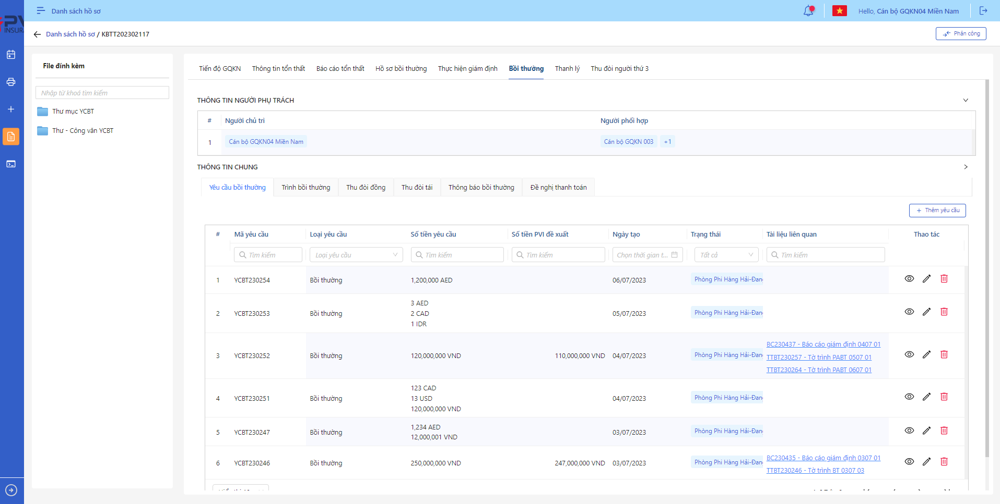 Danh sách hồ sơ
Hello, Cán bộ GQKN04 Miền Nam
INSURA
Danh sách hồ sơ / KBTT202302117
Phân công
File đính kèm
Nhập từ khoá tìm kiếm
Thư mục YCBT
Thư - Công văn YCBT
Tiến độ GQKN
Thông tin tổn thất
Báo cáo tổn thất
Hồ sơ bồi thường
Thực hiện giám định
Bồi thường
Thanh lý
Thu đòi người thứ 3
THÔNG TIN NGƯỜI PHỤ TRÁCH
# Người chủ trì Người phối hợp
1 Cán bộ GQKN04 Miền Nam Cán bộ GQKN 003 +1
THÔNG TIN CHUNG
Yêu cầu bồi thường
Trình bồi thường
Thu đòi đồng
Thu đòi tái
Thông báo bồi thường
Đề nghị thanh toán
Thêm yêu cầu
# Mã yêu cầu Loại yêu cầu Số tiền yêu cầu Số tiền PVI đề xuất Ngày tạo Trạng thái Tài liệu liên quan Thao tác
Tìm kiếm Loại yêu cầu Tìm kiếm Tìm kiếm Chọn thời gian t... Tất cả Tìm kiếm
1 YCBT230254 Bồi thường 1,200,000 AED 06/07/2023 Phòng Phi Hàng Hải-Đan
2 YCBT230253 Bồi thường
3 AED
2 CAD
1 IDR
05/07/2023 Phòng Phi Hàng Hải-Đan
3 YCBT230252 Bồi thường 120,000,000 VND 110,000,000 VND 04/07/2023 Phòng Phi Hàng Hải-Đan
BC230437 - Báo cáo giám định 0407 01
TTBT230257 - Tờ trình PABT 0507 01
TTBT230264 - Tờ trình PABT 0607 01
4 YCBT230251 Bồi thường
123 CAD
13 USD
120,000,000 VND
04/07/2023 Phòng Phi Hàng Hải-Đan
5 YCBT230247 Bồi thường
1,234 AED
12,000,001 VND
03/07/2023 Phòng Phi Hàng Hải-Đan
6 YCBT230246 Bồi thường 250,000,000 VND 247,000,000 VND 03/07/2023 Phòng Phi Hàng Hải-Đan
BC230435 - Báo cáo giám định 0307 01
TTBT230246 - Tờ trình BT 0307 03